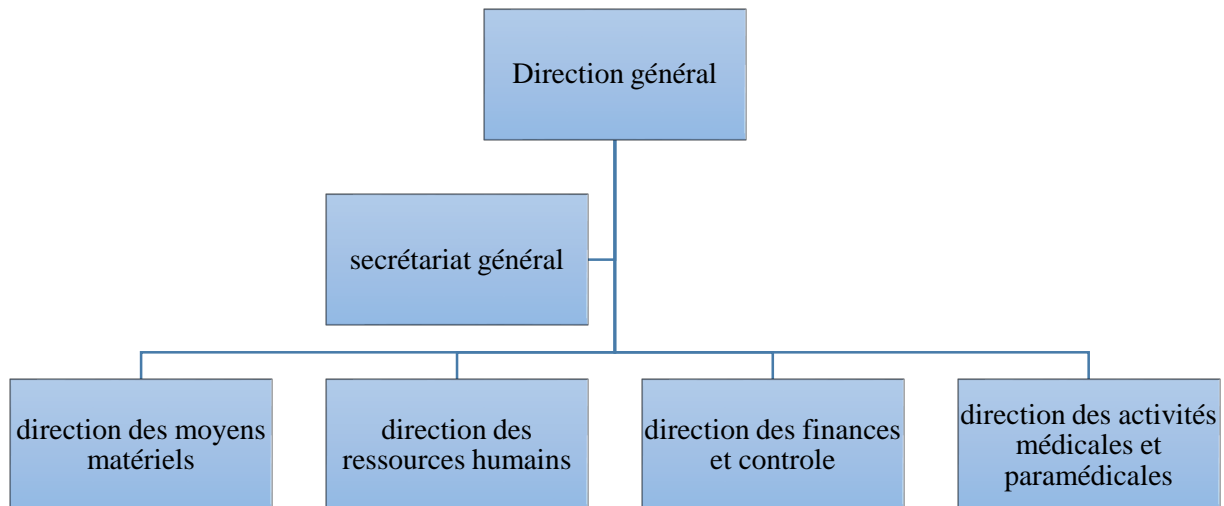 Direction général
secrétariat général
direction des moyens
matériels
direction des
ressources humains
direction des finances
et controle
direction des activités
médicales et
paramédicales